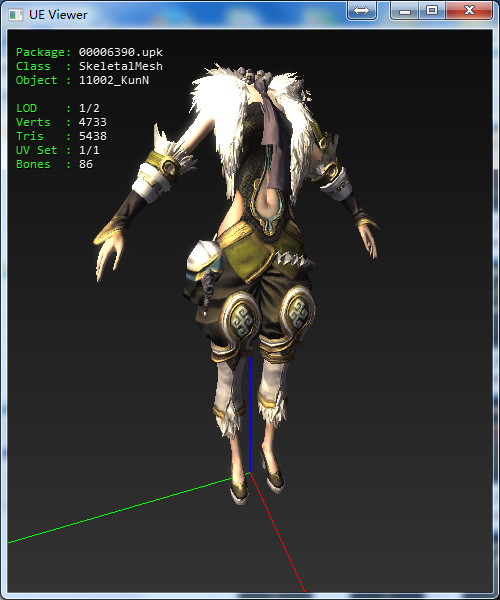 UE Viewer
Package: 00006390.upk
Class : SkeletalMesh
Object : 11002_KunN
LOD : 1/2
Verts : 4733
Tris : 5438
UV Set : 1/1
Bones : 86